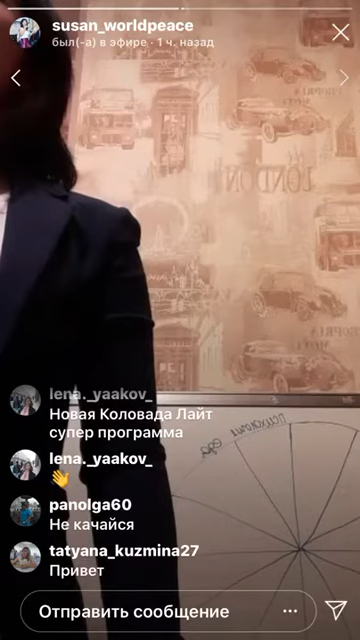 susan_worldpeace
был(-а) в эфире · 1 ч. назад
LONDON
lena._yaakov_
Новая Коловада Лайт
супер программа
lena._yaakov_
👋
panolga60
Не качайся
tatyana_kuzmina27
Привет
Отправить сообщение